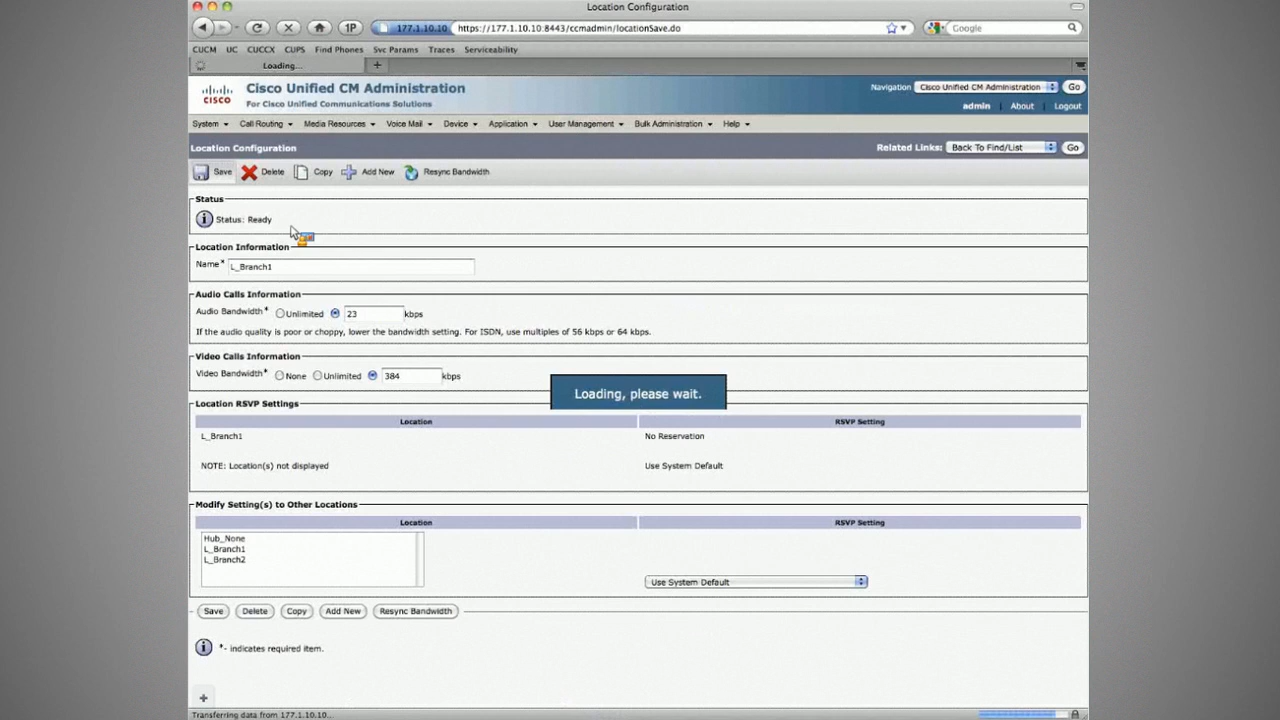 Location Configuration
1P 177.1.10.10 https://177.1.10.10:8443/ccmadmin/locationSave.do Google
CUCM UC CUCCX CUPS Find Phones Svc Params Traces Serviceability
Loading... +
Cisco Unified CM Administration
For Cisco Unified Communications Solutions
CISCO
Navigation Cisco Unified CM Administration Go
admin | About | Logout
System Call Routing Media Resources Voice Mail Device Application User Management Bulk Administration Help
Location Configuration Related Links: Back To Find/List Go
Save Delete Copy Add New Resync Bandwidth
Status
i Status: Ready
Location Information
Name* L_Branch1
Audio Calls Information
Audio Bandwidth* Unlimited 23 kbps
If the audio quality is poor or choppy, lower the bandwidth setting. For ISDN, use multiples of 56 kbps or 64 kbps.
Video Calls Information
Video Bandwidth* None Unlimited 384 kbps
Loading, please wait.
Location RSVP Settings
Location RSVP Setting
L_Branch1 No Reservation
NOTE: Location(s) not displayed Use System Default
Modify Setting(s) to Other Locations
Location RSVP Setting
Hub_None
L_Branch1
L_Branch2
Use System Default
Save Delete Copy Add New Resync Bandwidth
i *- indicates required item.
+
Transferring data from 177.1.10.10...